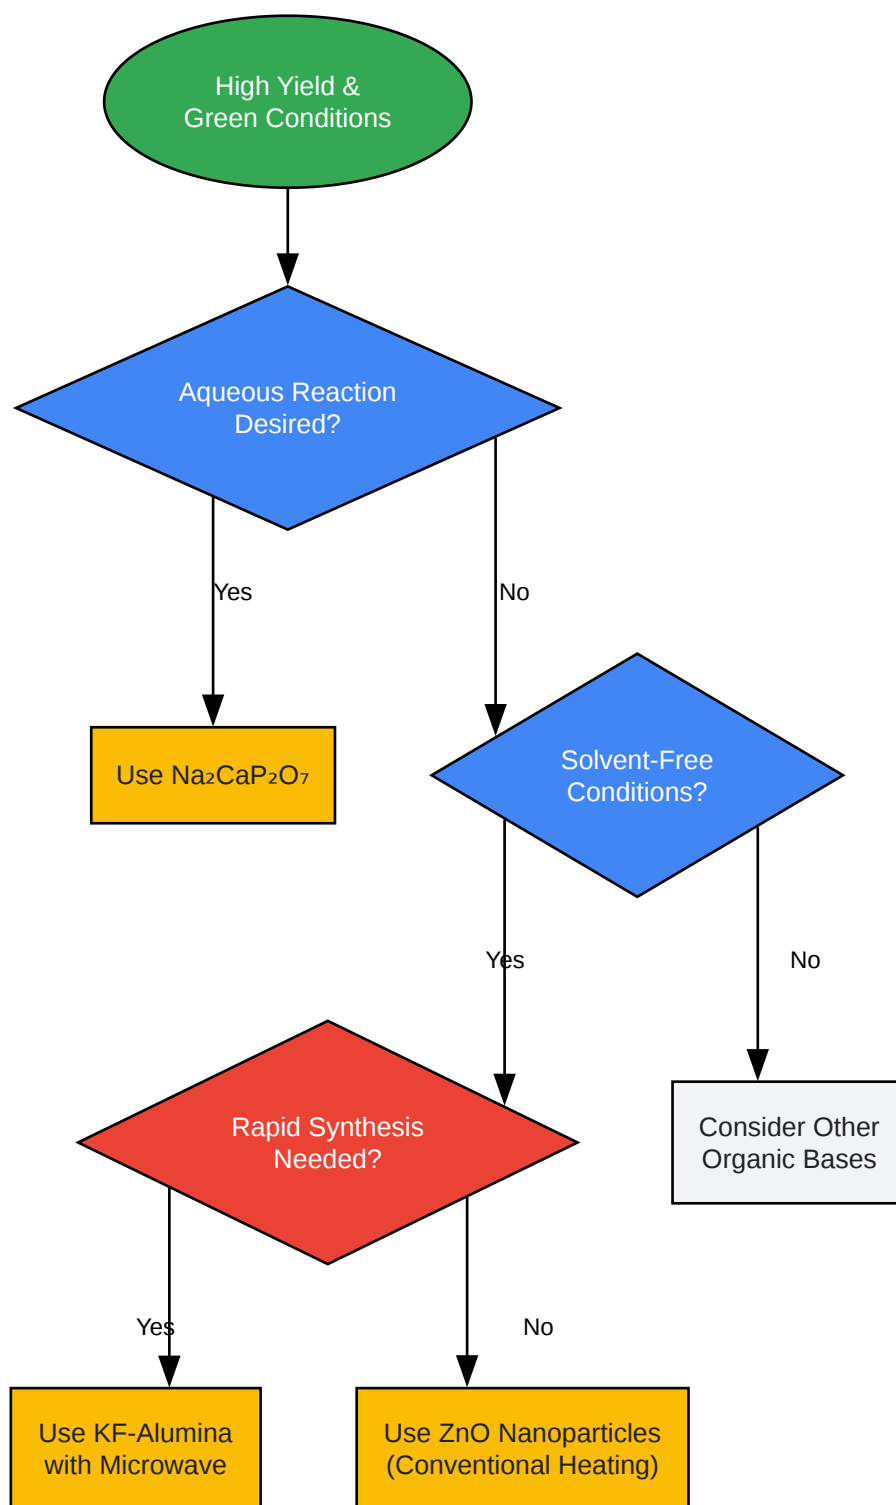 High Yield &
Green Conditions
Aqueous Reaction
Desired?
Yes
No
Use Na₂CaP₂O₇
Solvent-Free
Conditions?
Yes
No
Rapid Synthesis
Needed?
Consider Other
Organic Bases
Yes
No
Use KF-Alumina
with Microwave
Use ZnO Nanoparticles
(Conventional Heating)